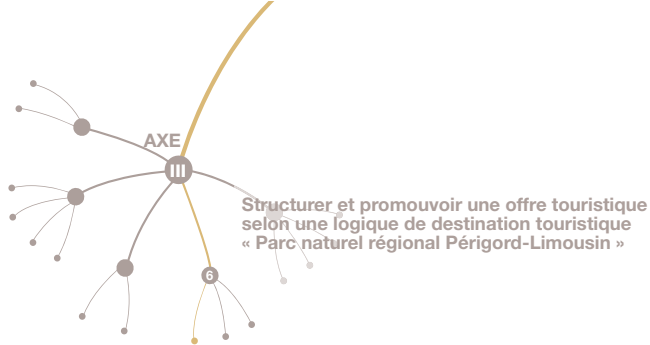 AXE
III
Structurer et promouvoir une offre touristique
selon une logique de destination touristique
« Parc naturel régional Périgord-Limousin »
6